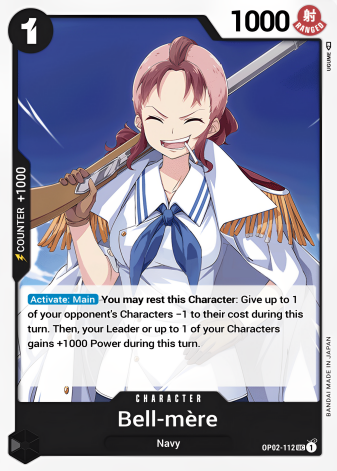 1
1000
射
RANGED
UGUME
COUNTER +1000
Activate: Main You may rest this Character: Give up to 1
of your opponent's Characters −1 to their cost during this
turn. Then, your Leader or up to 1 of your Characters
gains +1000 Power during this turn.
BANDAI MADE IN JAPAN
CHARACTER
Bell-mère
Navy
OP02-112 UC 1